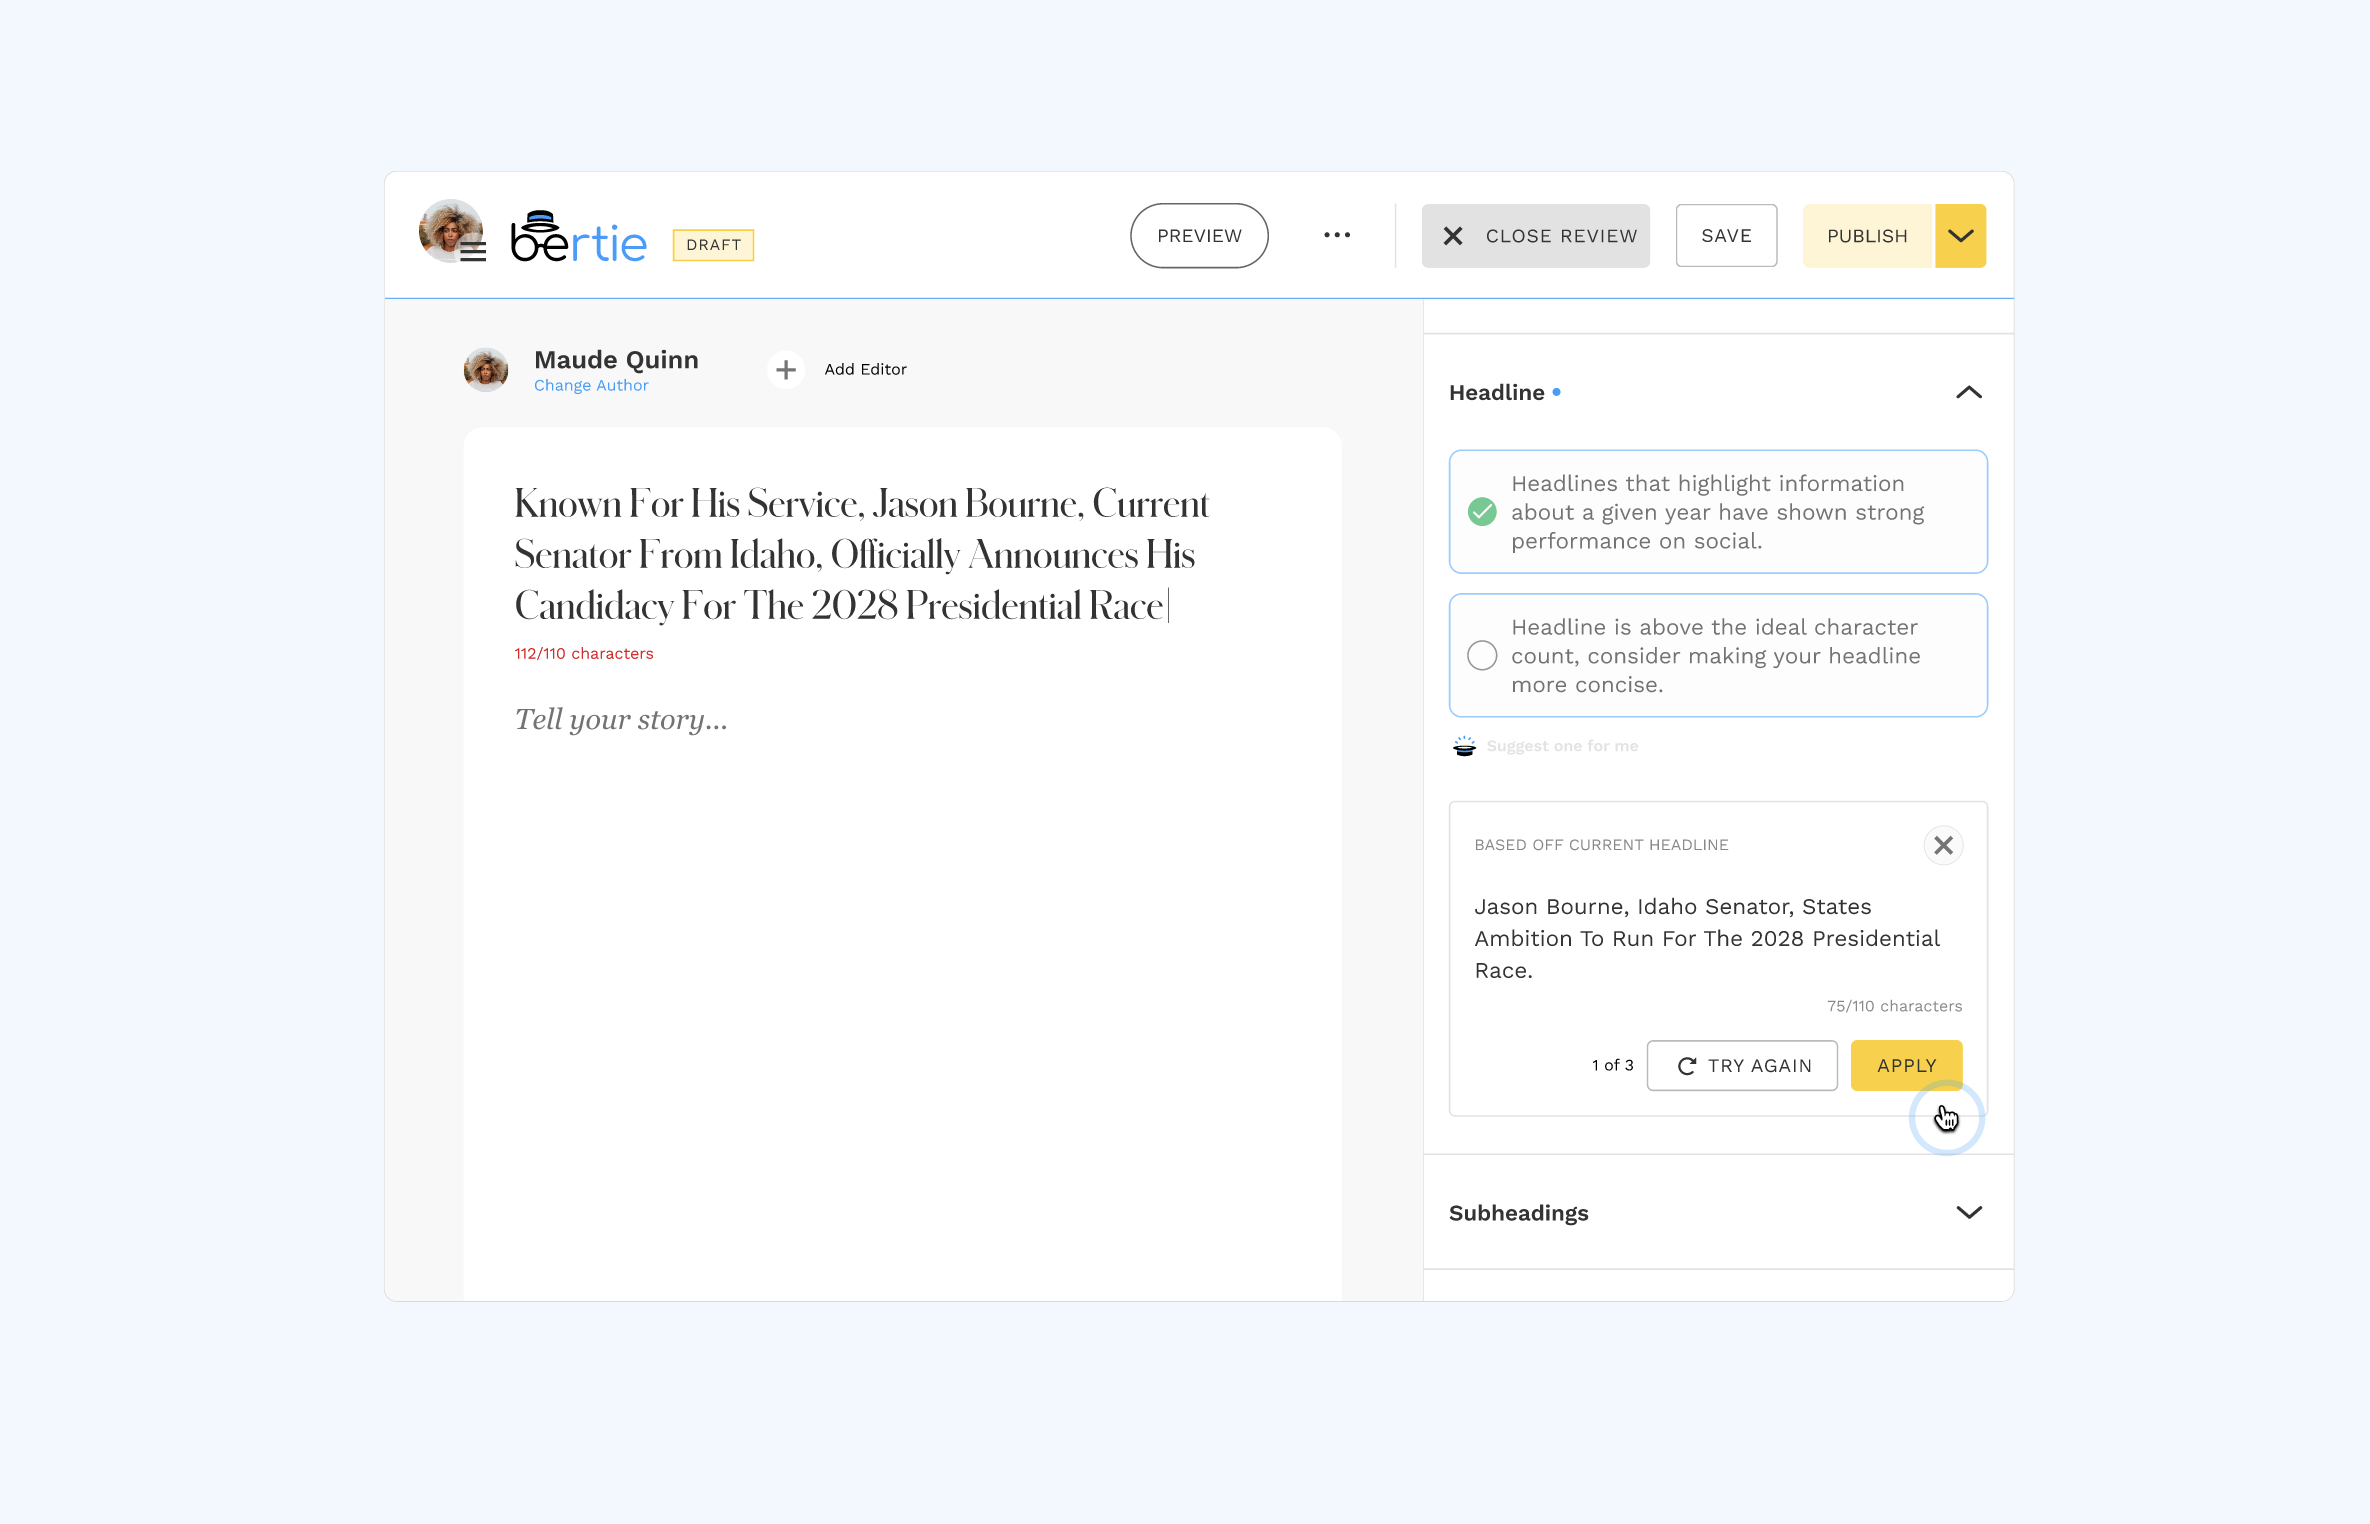 bertie
DRAFT
PREVIEW
CLOSE REVIEW
SAVE
PUBLISH
Maude Quinn
Change Author
Add Editor
Known For His Service, Jason Bourne, Current
Senator From Idaho, Officially Announces His
Candidacy For The 2028 Presidential Race
112/110 characters
Tell your story...
Headline
Headlines that highlight information
about a given year have shown strong
performance on social.
Headline is above the ideal character
count, consider making your headline
more concise.
Suggest one for me
BASED OFF CURRENT HEADLINE
Jason Bourne, Idaho Senator, States
Ambition To Run For The 2028 Presidential
Race.
75/110 characters
1 of 3
TRY AGAIN
APPLY
Subheadings